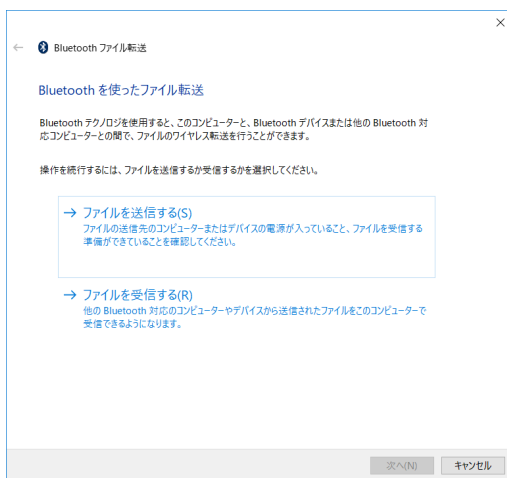 Bluetooth ファイル転送
Bluetooth を使ったファイル転送
Bluetooth テクノロジを使用すると、このコンピューターと、Bluetooth デバイスまたは他の Bluetooth 対
応コンピューターとの間で、ファイルのワイヤレス転送を行うことができます。
操作を続行するには、ファイルを送信するか受信するかを選択してください。
ファイルを送信する(S)
ファイルの送信先のコンピューターまたはデバイスの電源が入っていること、ファイルを受信する
準備ができていることを確認してください。
ファイルを受信する(R)
他の Bluetooth 対応のコンピューターやデバイスから送信されたファイルをこのコンピューターで
受信できるようになります。
次へ(N)
キャンセル